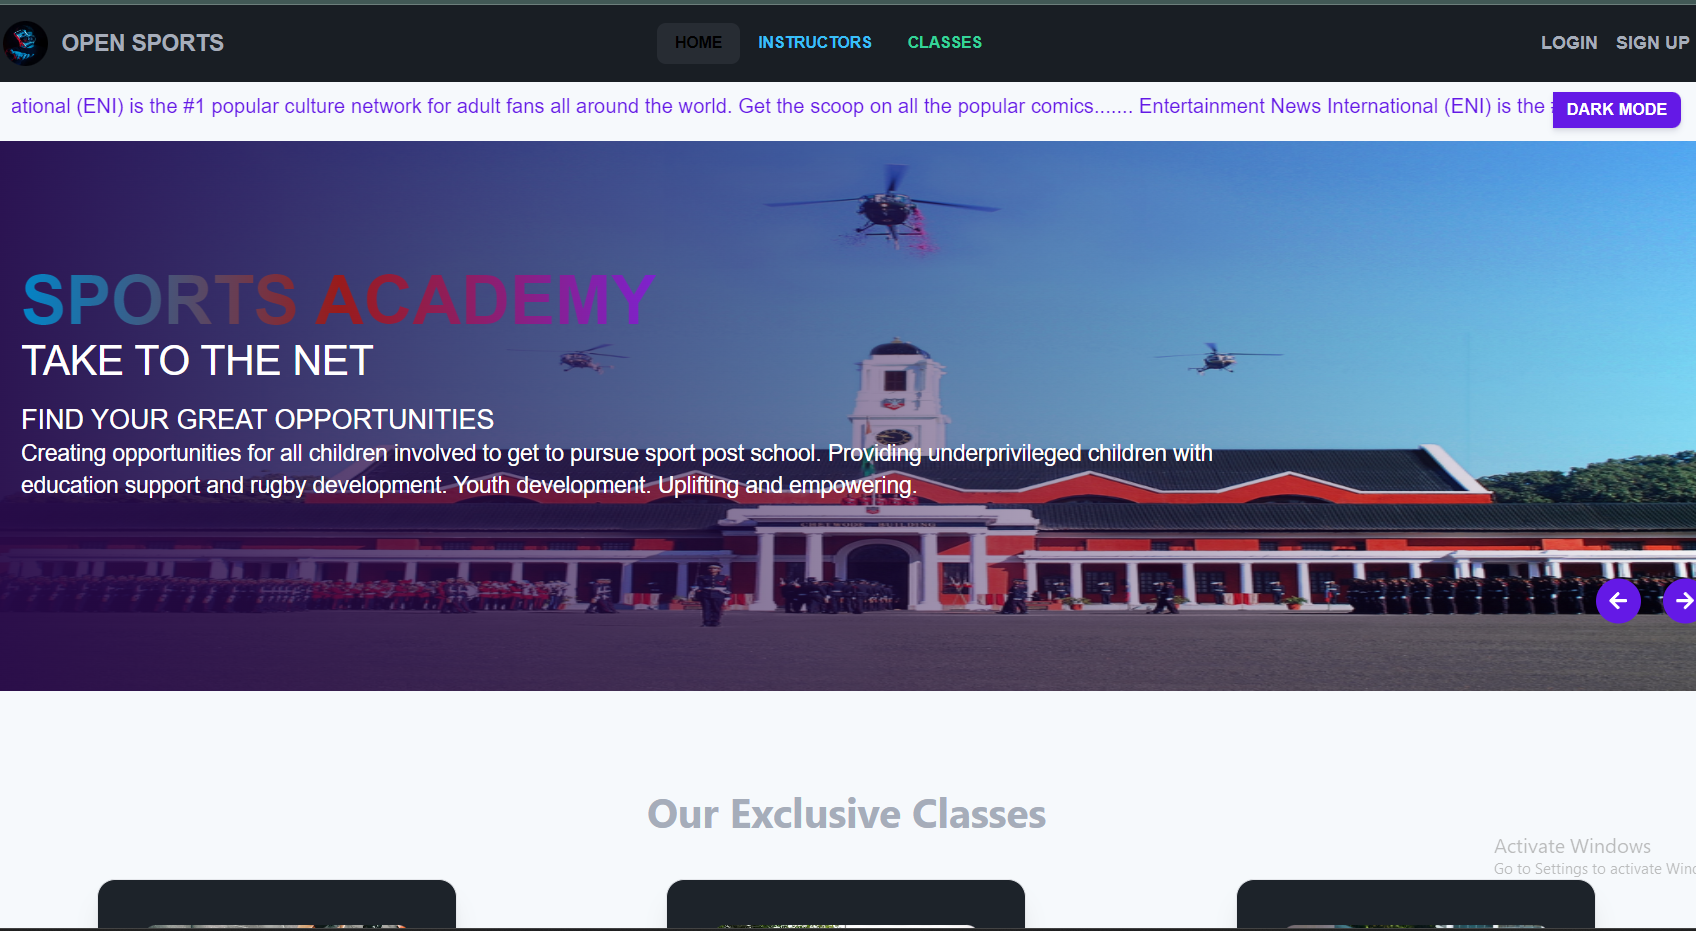 OPEN SPORTS
HOME INSTRUCTORS CLASSES
LOGIN SIGN UP
ational (ENI) is the #1 popular culture network for adult fans all around the world. Get the scoop on all the popular comics....... Entertainment News International (ENI) is the
DARK MODE
SPORTS ACADEMY
TAKE TO THE NET
FIND YOUR GREAT OPPORTUNITIES
Creating opportunities for all children involved to get to pursue sport post school. Providing underprivileged children with
education support and rugby development. Youth development. Uplifting and empowering.
CHETWODE BUILDING
Our Exclusive Classes
Activate Windows
Go to Settings to activate Win